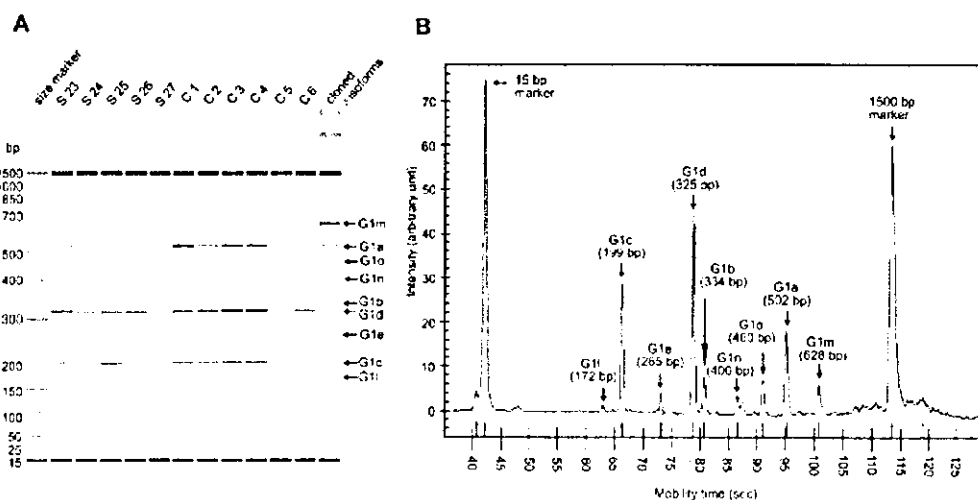 A
size marker
S 23
S 24
S 25
S 26
S 27
C 1
C 2
C 3
C 4
C 5
C 6
cloned
isoforms
bp
1500
850
700
500
400
300
200
150
100
50
25
15
G1m
G1a
G1o
G1n
G1b
G1d
G1e
G1c
G1l
B
Intensity (arbitrary unit)
70
60
50
40
30
20
10
0
15 bp
marker
1500 bp
marker
G1d
(325 bp)
G1c
(199 bp)
G1b
(334 bp)
G1a
(502 bp)
G1o
(460 bp)
G1m
(628 bp)
G1e
(265 bp)
G1n
(400 bp)
(172 bp)
40
45
50
55
60
65
70
75
80
85
90
95
100
105
110
115
120
125
Mobility time (sec)